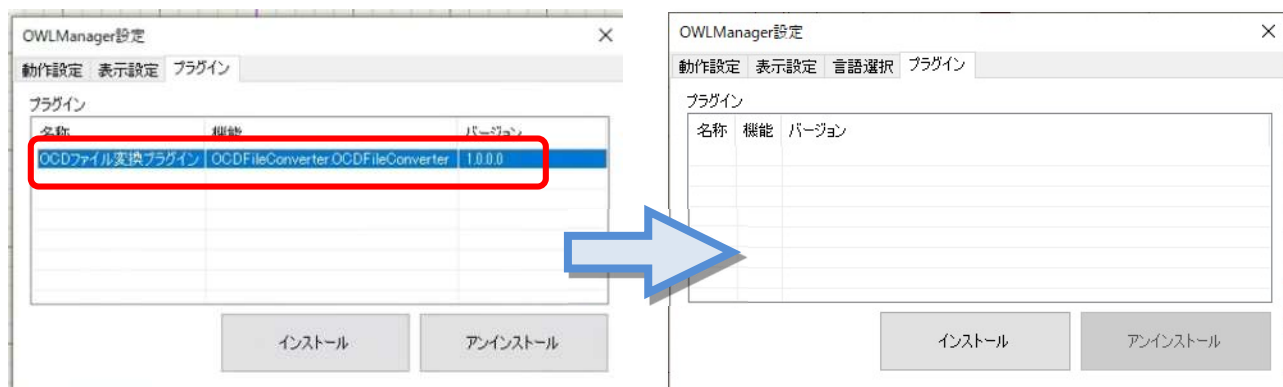 OWLManager設定
動作設定 表示設定 プラグイン
プラグイン
名称 機能 バージョン
OCDファイル変換プラグイン OCDFileConverter.OCDFileConverter 1.0.0.0
インストール アンインストール
OWLManager設定
動作設定 表示設定 言語選択 プラグイン
プラグイン
名称 機能 バージョン
インストール アンインストール